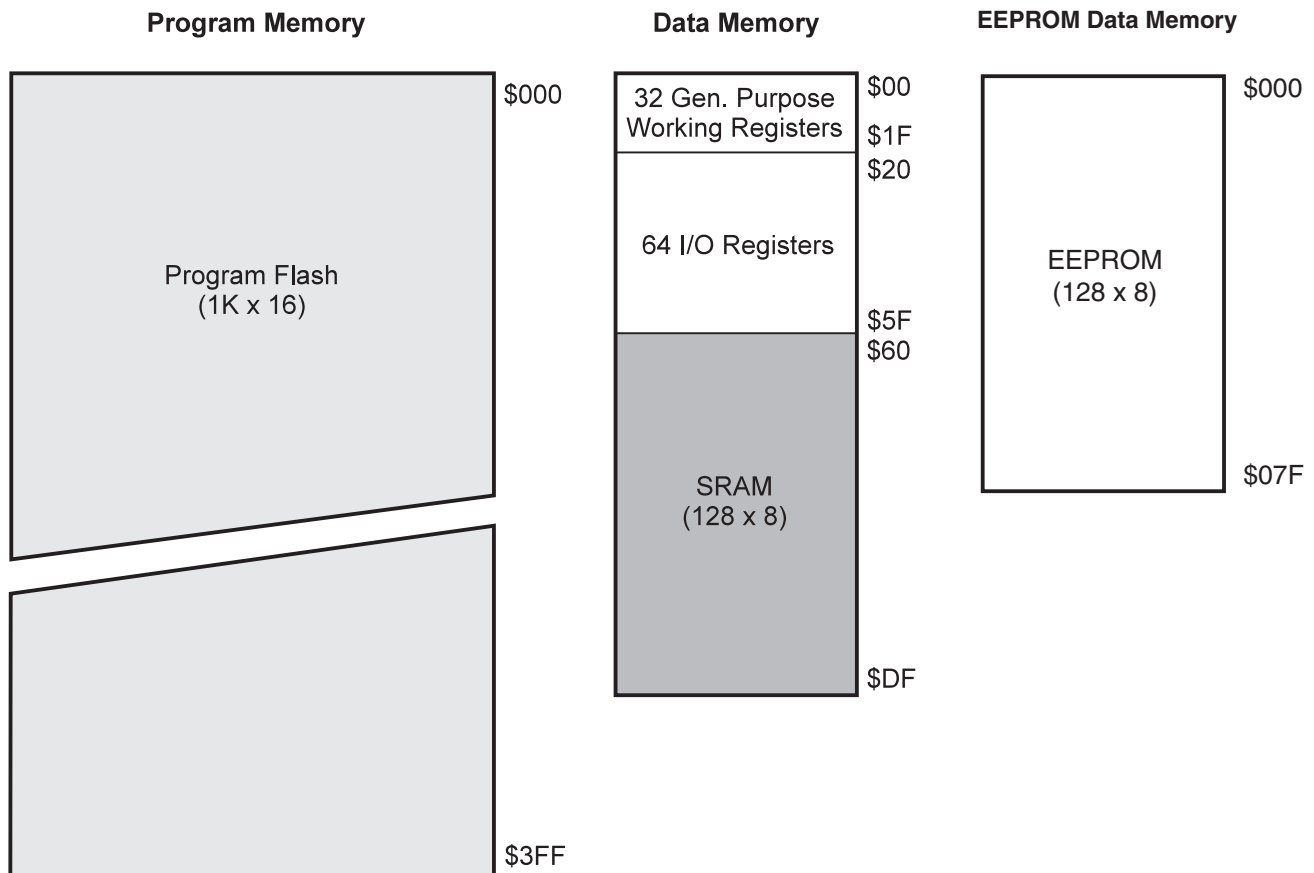 Program Memory
$000
Program Flash
(1K x 16)
$3FF
Data Memory
32 Gen. Purpose
Working Registers
$00
$1F
$20
64 I/O Registers
$5F
$60
SRAM
(128 x 8)
$DF
EEPROM Data Memory
$000
EEPROM
(128 x 8)
$07F